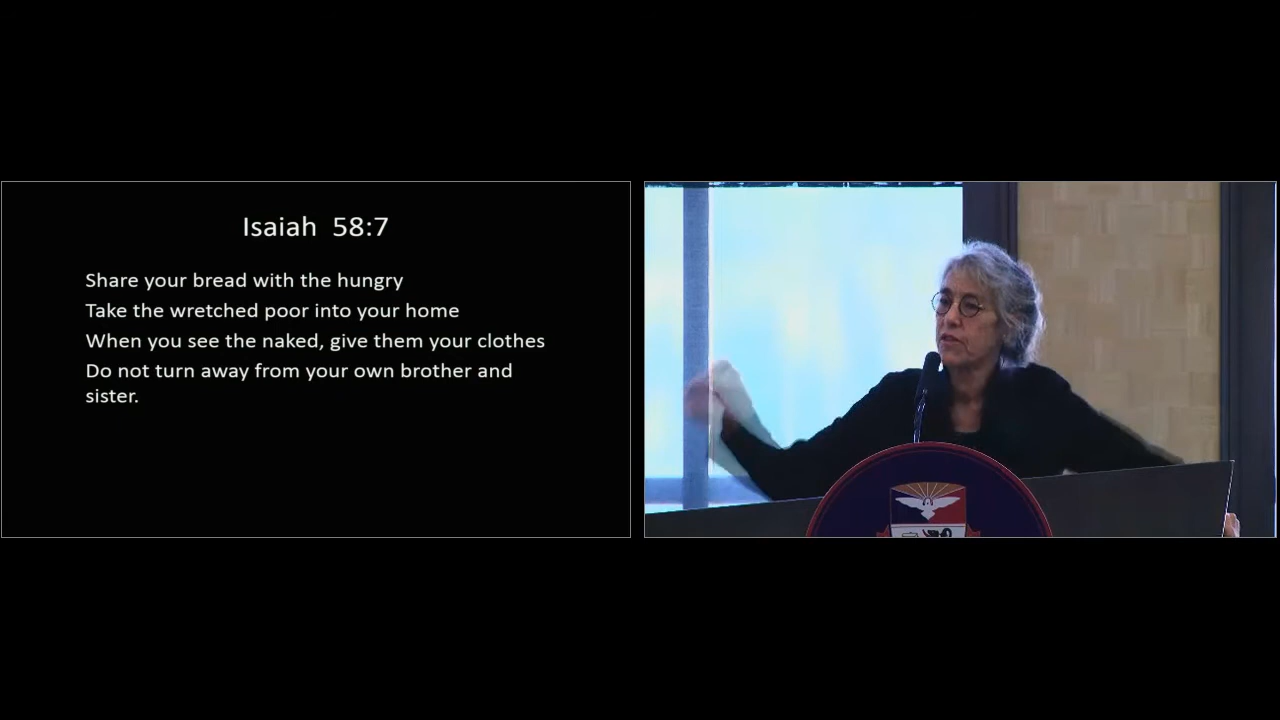 Isaiah 58:7
Share your bread with the hungry
Take the wretched poor into your home
When you see the naked, give them your clothes
Do not turn away from your own brother and
sister.